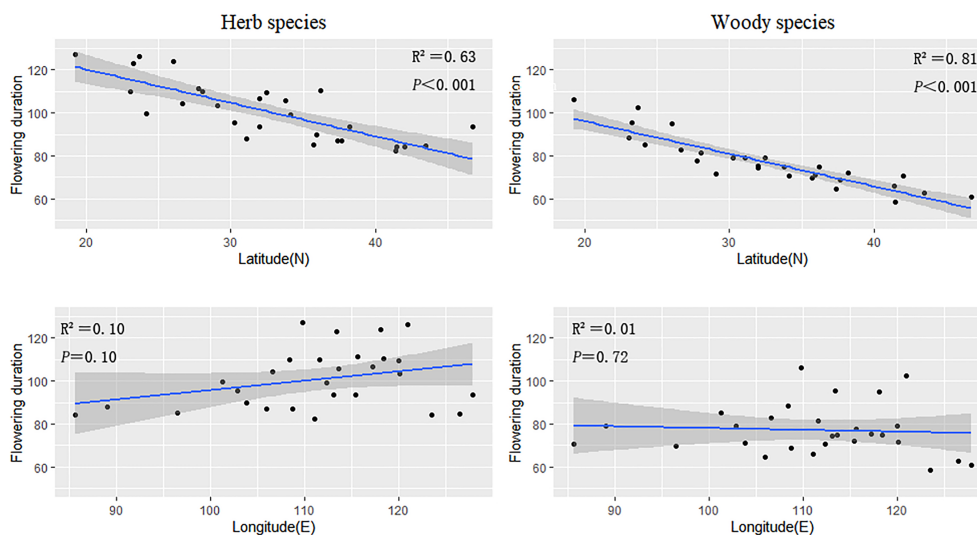 Herb species
Woody species
Flowering duration
120
100
80
60
R²=0.63
P<0.001
20
30
40
Latitude(N)
Flowering duration
120
100
80
60
R²=0.81
P<0.001
20
30
40
Latitude(N)
Flowering duration
120
100
80
60
R²=0.10
P=0.10
90
100
110
120
Longitude(E)
Flowering duration
120
100
80
60
R²=0.01
P=0.72
90
100
110
120
Longitude(E)